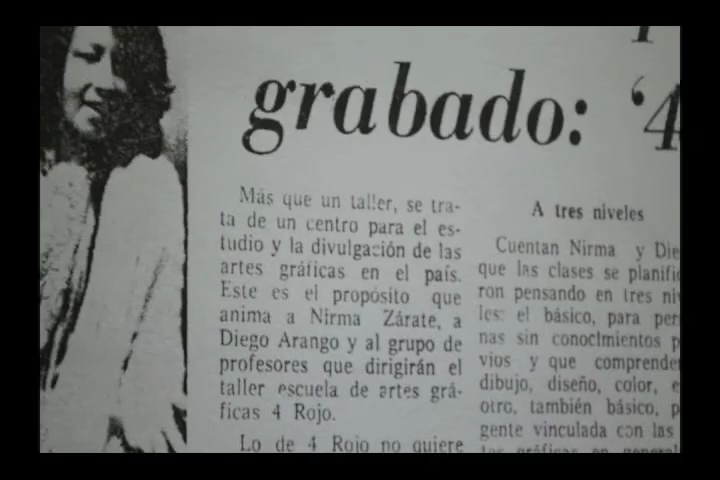 grabado: ‘4
Más que un taller, se tra-
ta de un centro para el es-
tudio y la divulgación de las
artes gráficas en el país.
Este es el propósito que
anima a Nirma Zárate, a
Diego Arango y al grupo de
profesores que dirigirán el
taller escuela de artes grá-
ficas 4 Rojo.
Lo de 4 Rojo no quiere
A tres niveles
Cuentan Nirma y Die
que las clases se planific
ron pensando en tres ni
les: el básico, para per
nas sin conocimientos p
vios y que comprende
dibujo, diseño, color, e
otro, también básico, p
gente vinculada con las
gráficas en general